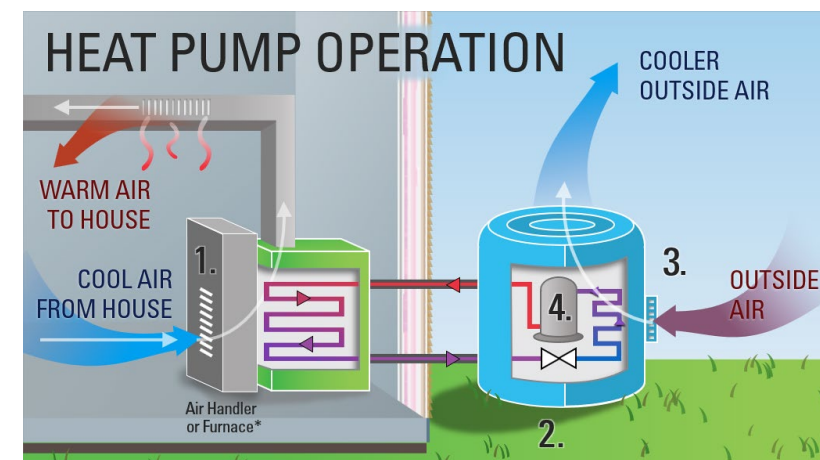 HEAT PUMP OPERATION
COOLER
OUTSIDE AIR
WARM AIR
TO HOUSE
1.
COOL AIR
FROM HOUSE
3.
OUTSIDE
AIR
4.
Air Handler
or Furnace*
2.